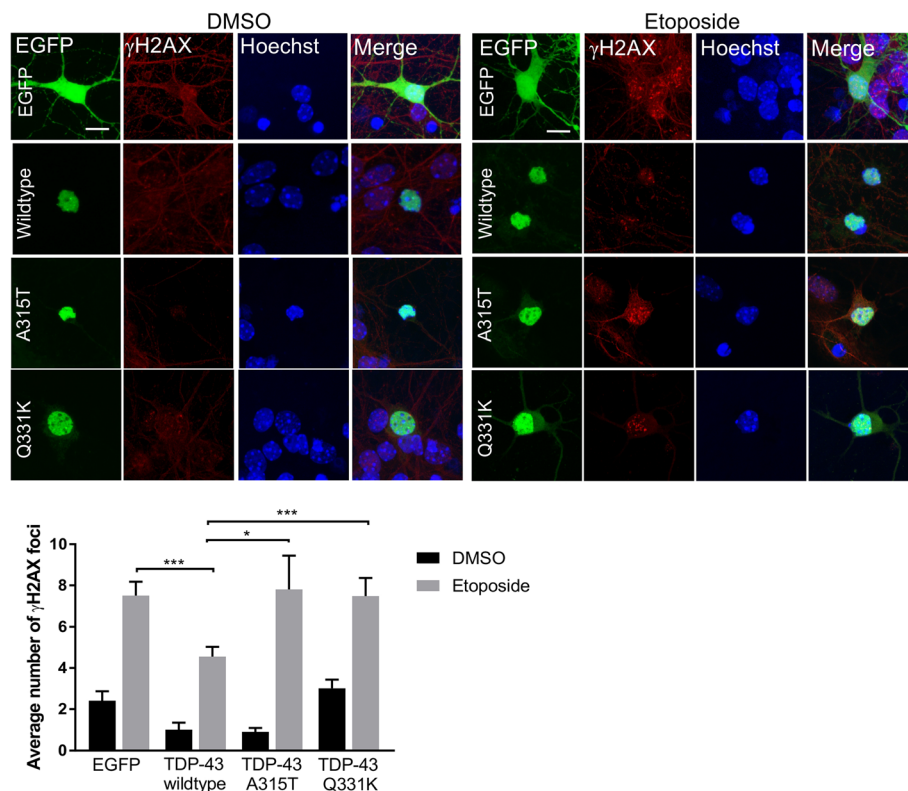 DMSO
EGFP γH2AX Hoechst Merge
EGFP
Wildtype
A315T
Q331K
Etoposide
EGFP γH2AX Hoechst Merge
EGFP
Wildtype
A315T
Q331K
Average number of γH2AX foci
10
8
6
4
2
0
***
*
***
EGFP
TDP-43
wildtype
TDP-43
A315T
TDP-43
Q331K
DMSO
Etoposide